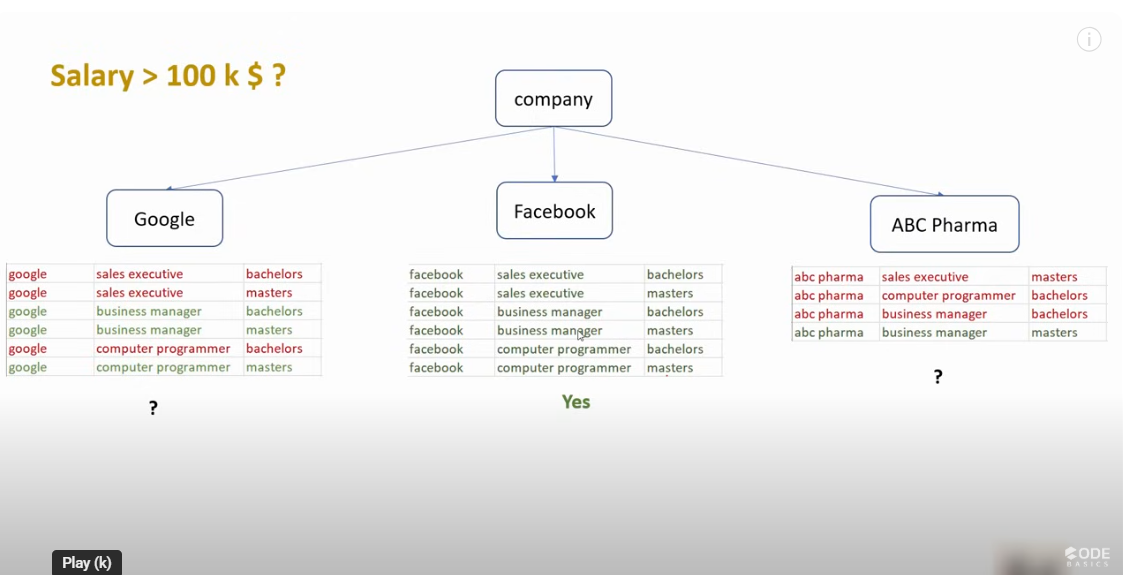 Salary > 100 k $ ?
company
Google
Facebook
ABC Pharma
google sales executive bachelors
google sales executive masters
google business manager bachelors
google business manager masters
google computer programmer bachelors
google computer programmer masters
?
facebook sales executive bachelors
facebook sales executive masters
facebook business manager bachelors
facebook business manager masters
facebook computer programmer bachelors
facebook computer programmer masters
Yes
abc pharma sales executive masters
abc pharma computer programmer bachelors
abc pharma business manager bachelors
abc pharma business manager masters
?
Play (k)
CODE
BASICS